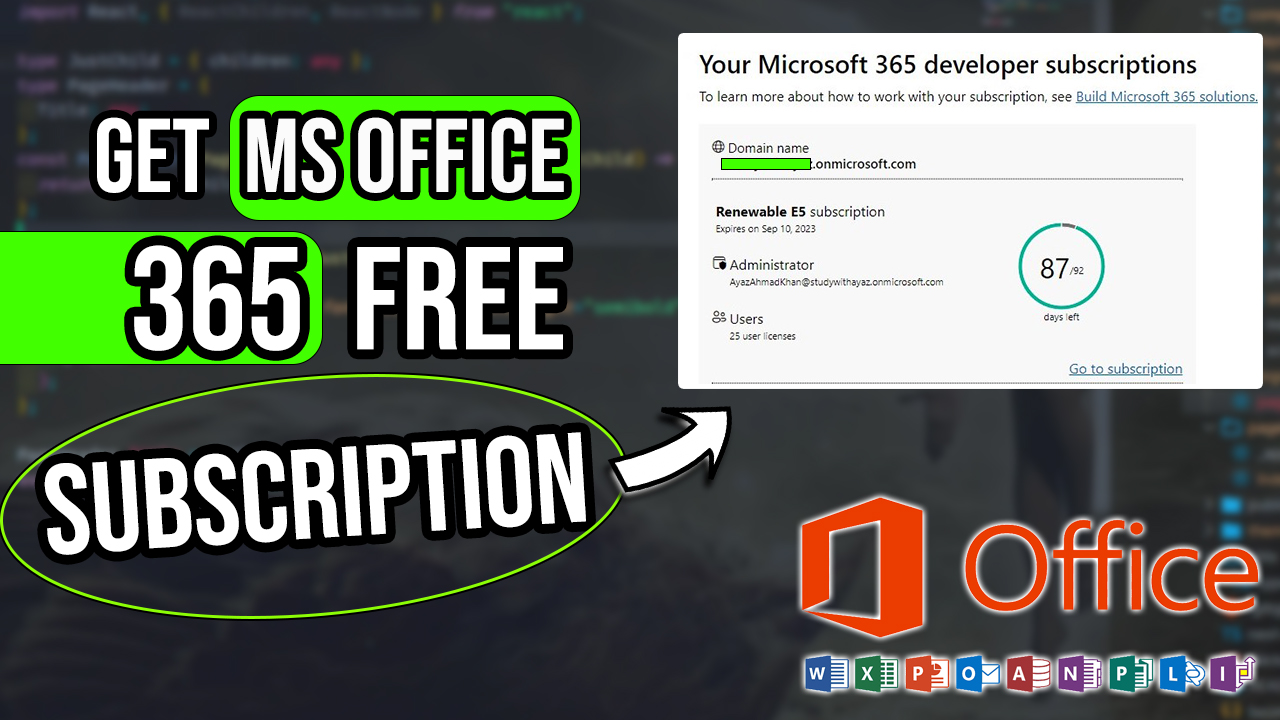 GET MS OFFICE
365 FREE
SUBSCRIPTION
Your Microsoft 365 developer subscriptions
To learn more about how to work with your subscription, see Build Microsoft 365 solutions.
Domain name
.onmicrosoft.com
Renewable E5 subscription
Expires on Sep 10, 2023
Administrator
AyazAhmadKhan@studywithayaz.onmicrosoft.com
Users
25 user licenses
87/92
days left
Go to subscription
Office
W X P O A N P L I